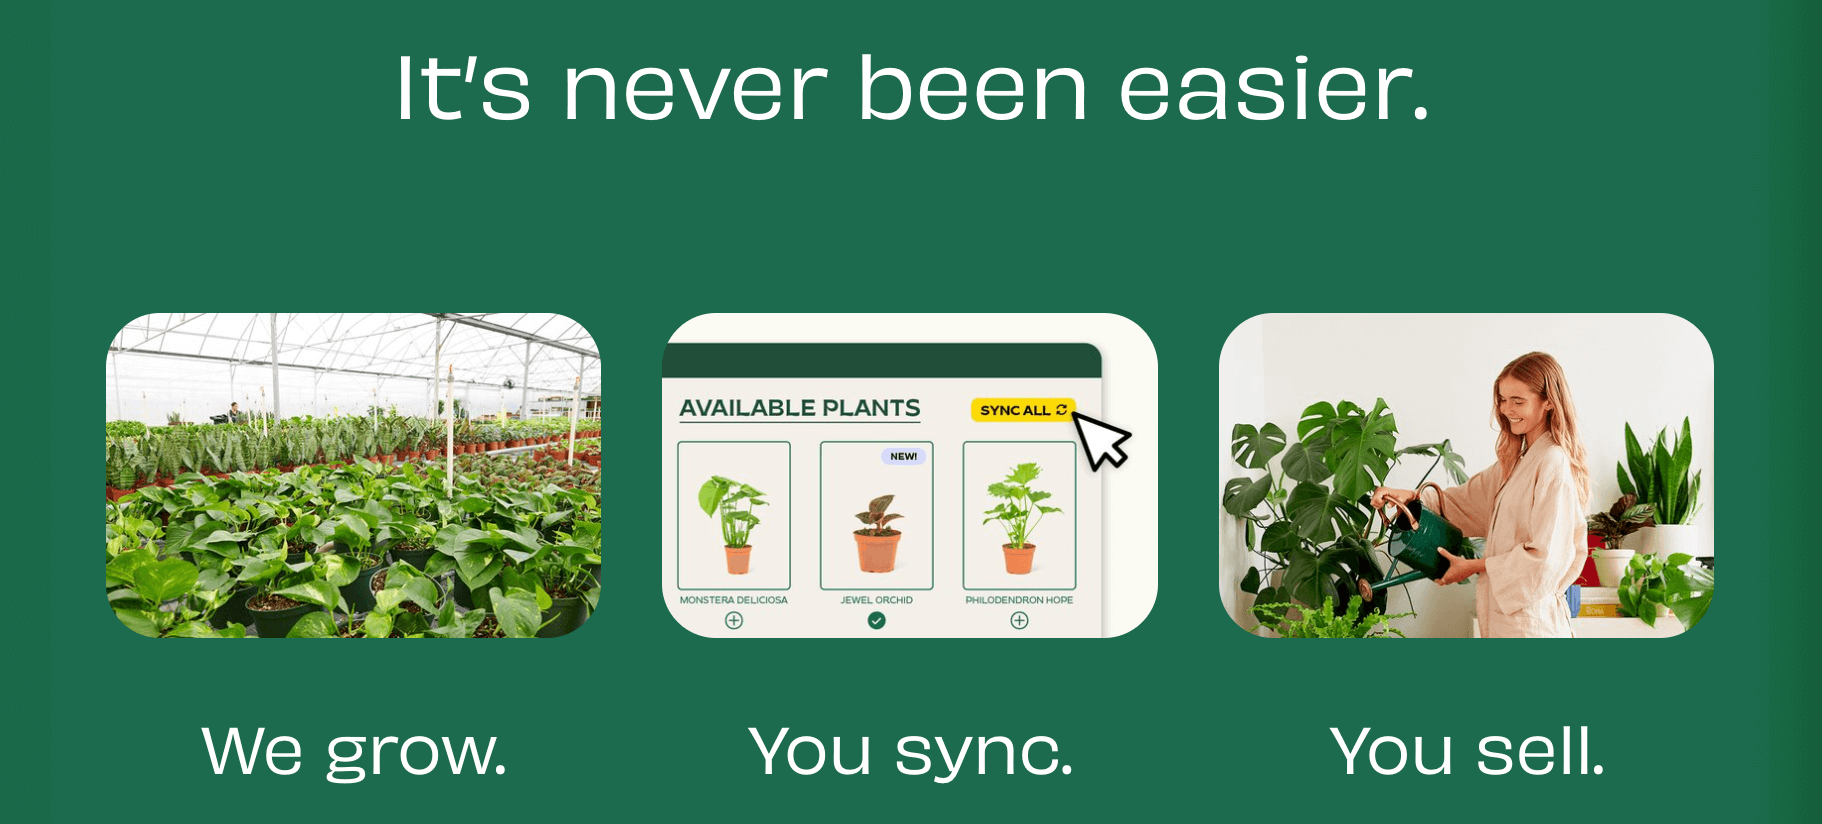 It's never been easier.
AVAILABLE PLANTS
SYNC ALL
NEW!
MONSTERA DELICIOSA
JEWEL ORCHID
PHILODENDRON HOPE
ROMA
We grow.
You sync.
You sell.